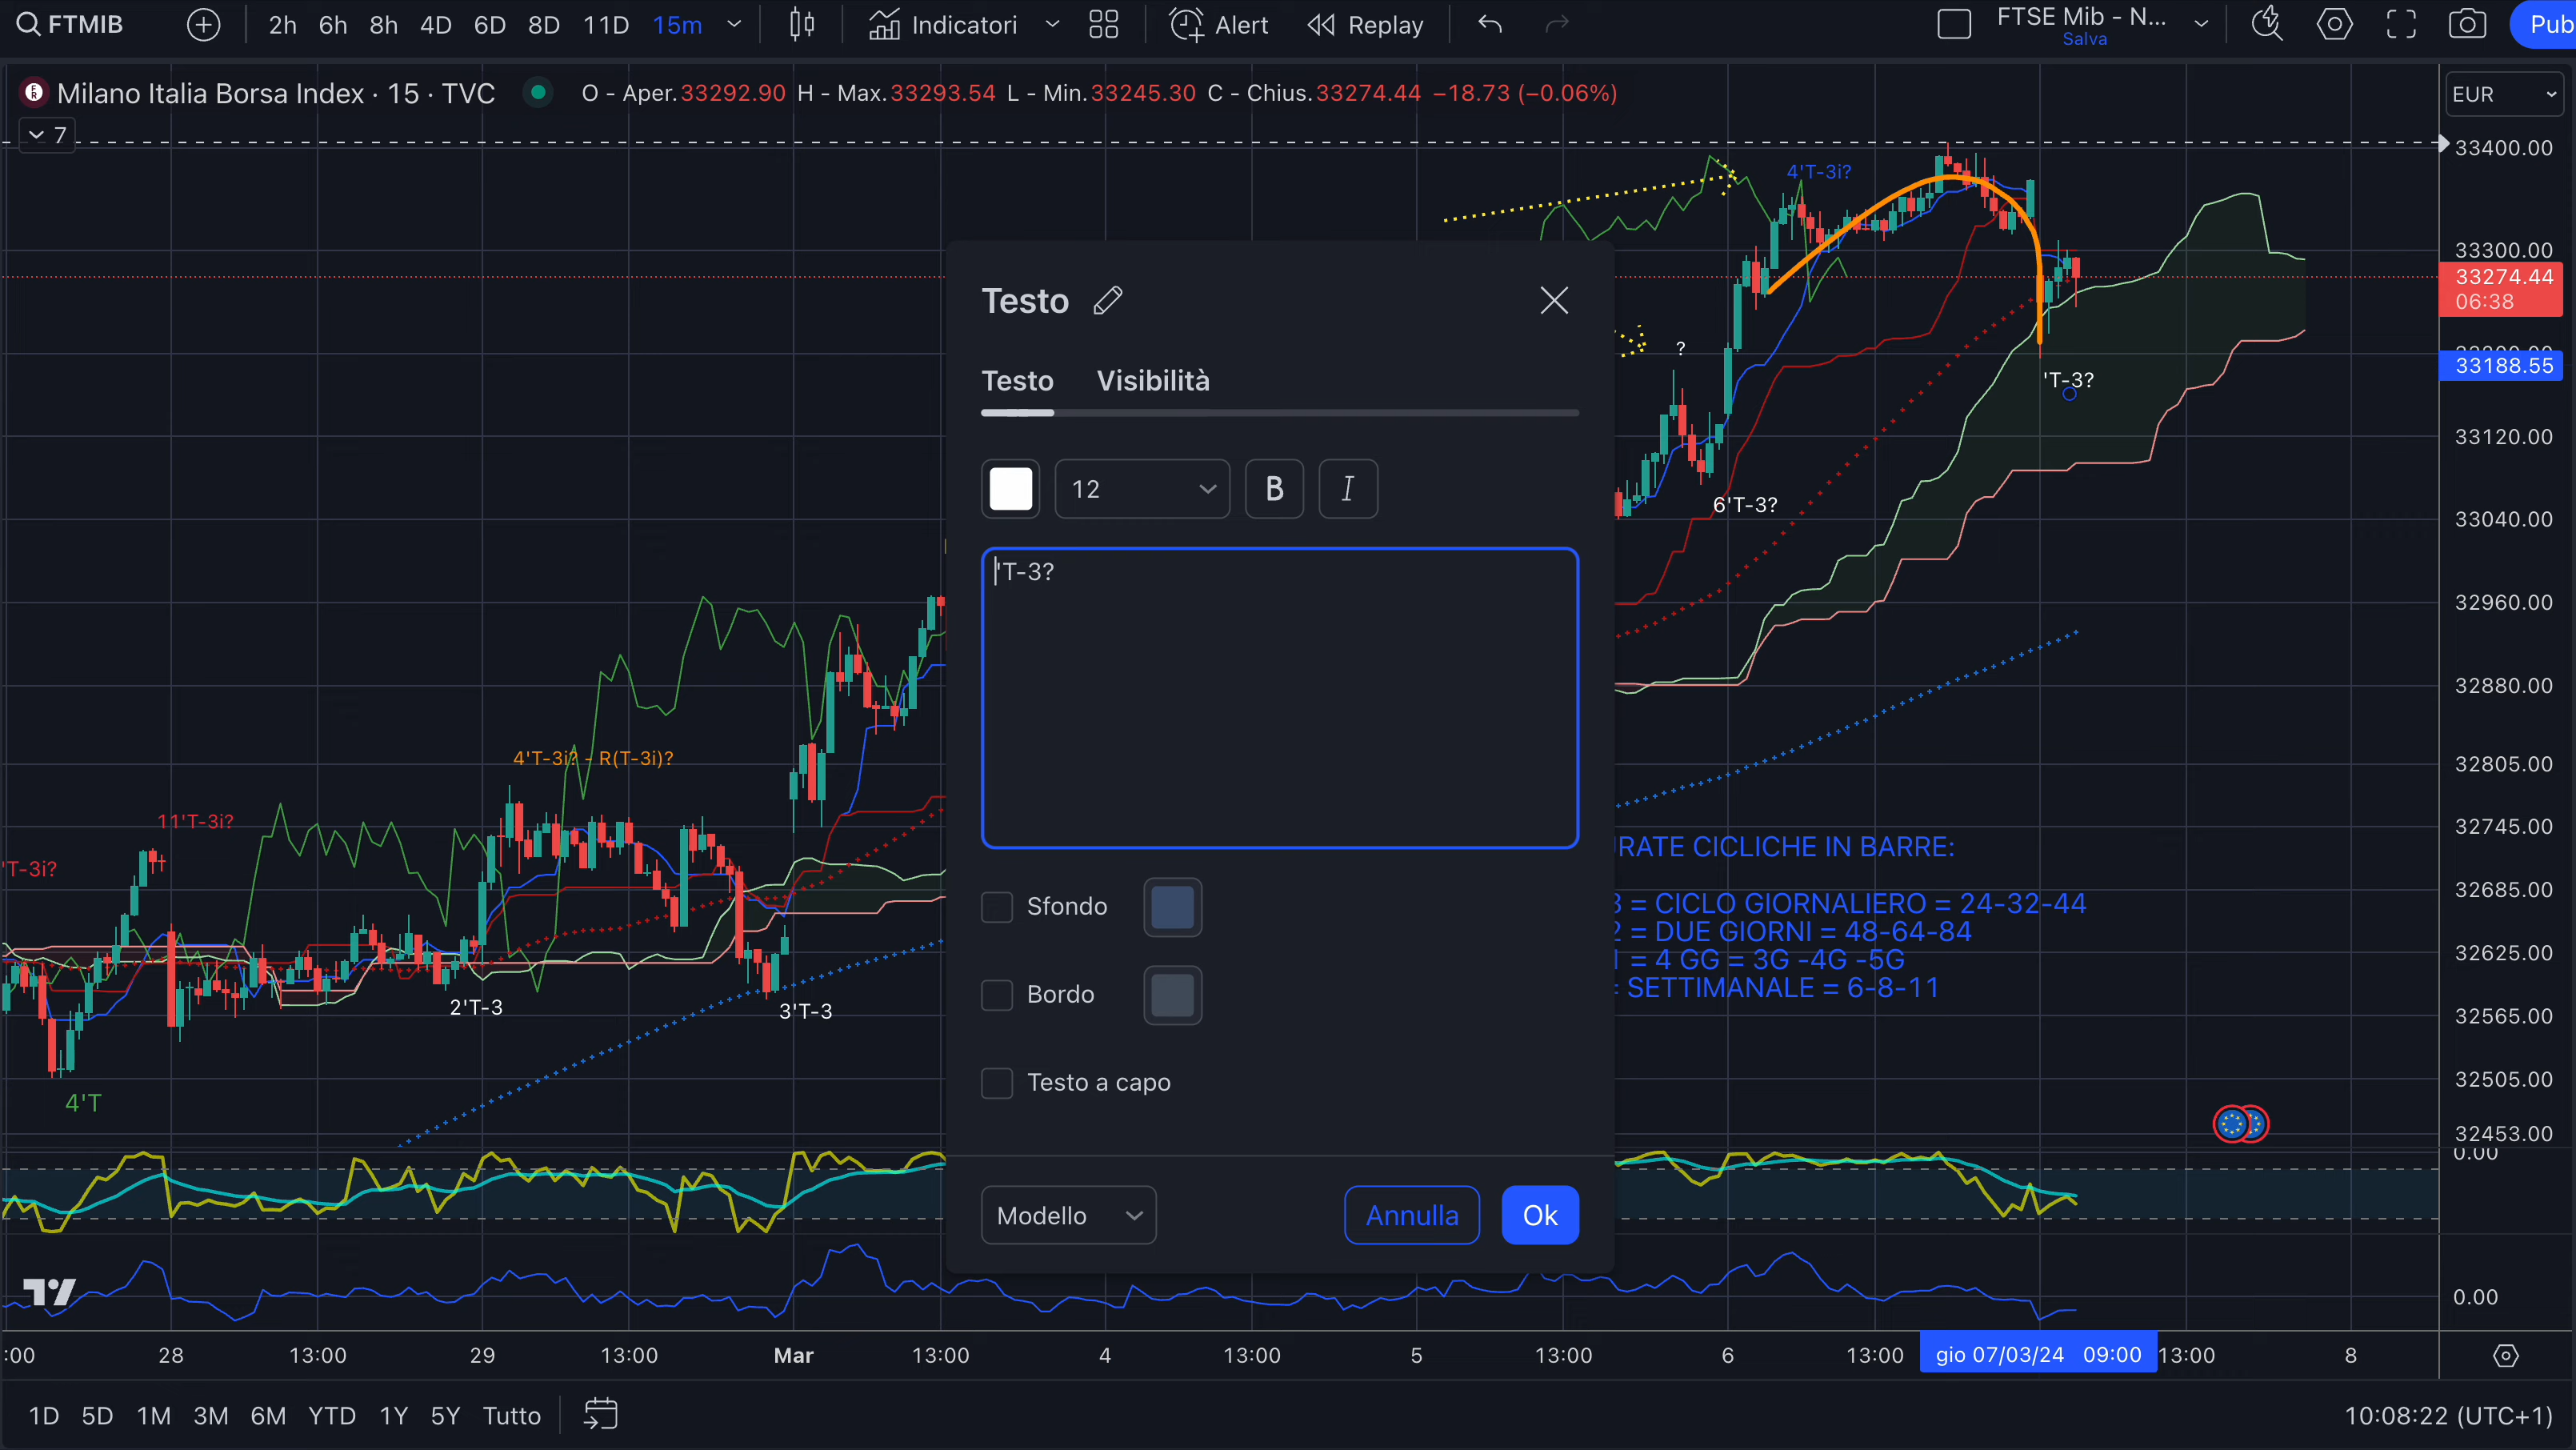 FTMIB 2h 6h 8h 4D 6D 8D 11D 15m Indicatori Alert Replay FTSE Mib - N... Pub
Salva
Milano Italia Borsa Index · 15 · TVC O - Aper.33292.90 H - Max.33293.54 L - Min.33245.30 C - Chius.33274.44 −18.73 (−0.06%) EUR
7
33400.00
4'T-3i?
33300.00
33274.44
06:38
33188.55
33120.00
33040.00
32960.00
32880.00
32805.00
32745.00
32685.00
32625.00
32565.00
32505.00
32453.00
0.00
0.00
?
'T-3?
6'T-3?
Testo
Testo Visibilità
12 B I
'T-3?
Sfondo
Bordo
Testo a capo
Modello Annulla Ok
4'T-3i? - R(T-3i)?
11'T-3i?
'T-3i?
2'T-3
3'T-3
4'T
RATE CICLICHE IN BARRE:
3 = CICLO GIORNALIERO = 24-32-44
2 = DUE GIORNI = 48-64-84
= 4 GG = 3G -4G -5G
= SETTIMANALE = 6-8-11
:00 28 13:00 29 13:00 Mar 13:00 4 13:00 5 13:00 6 13:00 gio 07/03/24 09:00 13:00 8
1D 5D 1M 3M 6M YTD 1Y 5Y Tutto 10:08:22 (UTC+1)